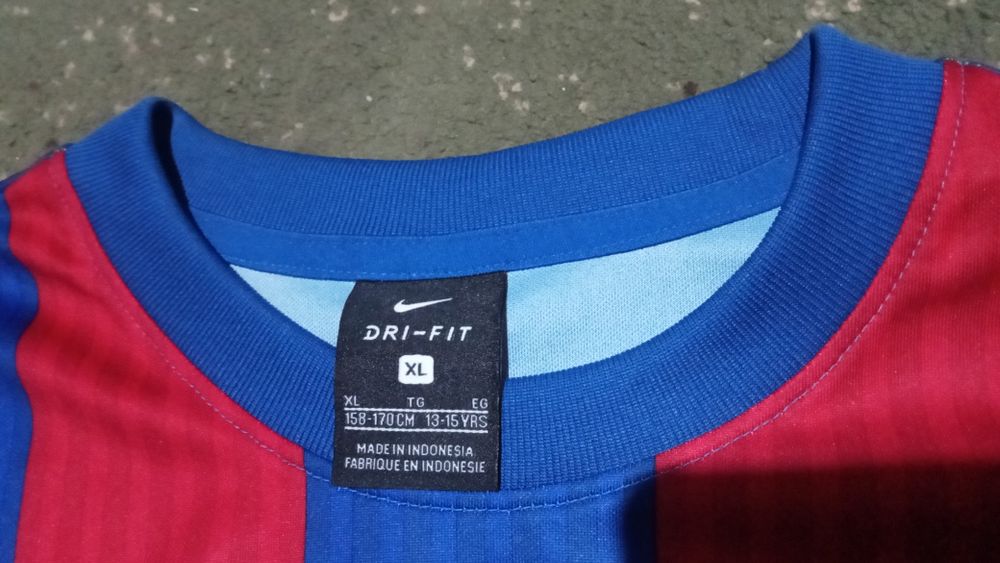 DRI-FIT
XL
XL TG EG
158-170CM 13-15YRS
MADE IN INDONESIA
FABRIQUE EN INDONESIE